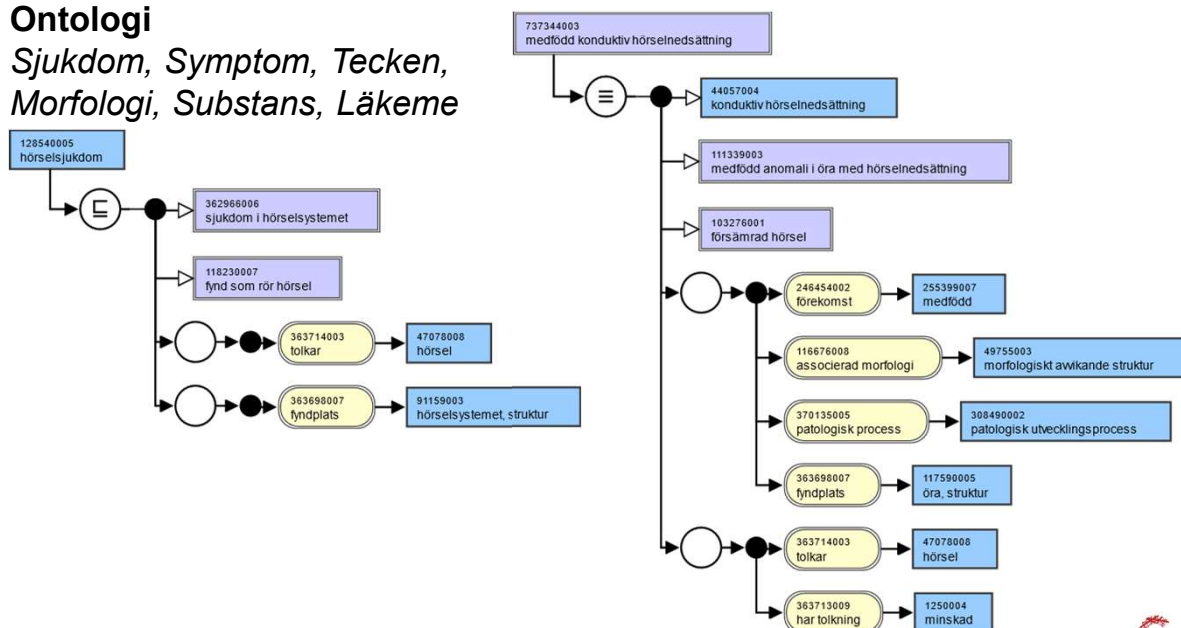 Ontologi
Sjukdom, Symptom, Tecken,
Morfologi, Substans, Läkeme
128540005
hörselsjukdom
⊑
362966006
sjukdom i hörselsystemet
118230007
fynd som rör hörsel
363714003
tolkar
47078008
hörsel
363698007
fyndplats
91159003
hörselsystemet, struktur
737344003
medfödd konduktiv hörselnedsättning
≡
44057004
konduktiv hörselnedsättning
111339003
medfödd anomali i öra med hörselnedsättning
103276001
försämrad hörsel
246454002
förekomst
255399007
medfödd
116676008
associerad morfologi
49755003
morfologiskt avvikande struktur
370135005
patologisk process
308490002
patologisk utvecklingsprocess
363698007
fyndplats
117590005
öra, struktur
363714003
tolkar
47078008
hörsel
363713009
har tolkning
1250004
minskad